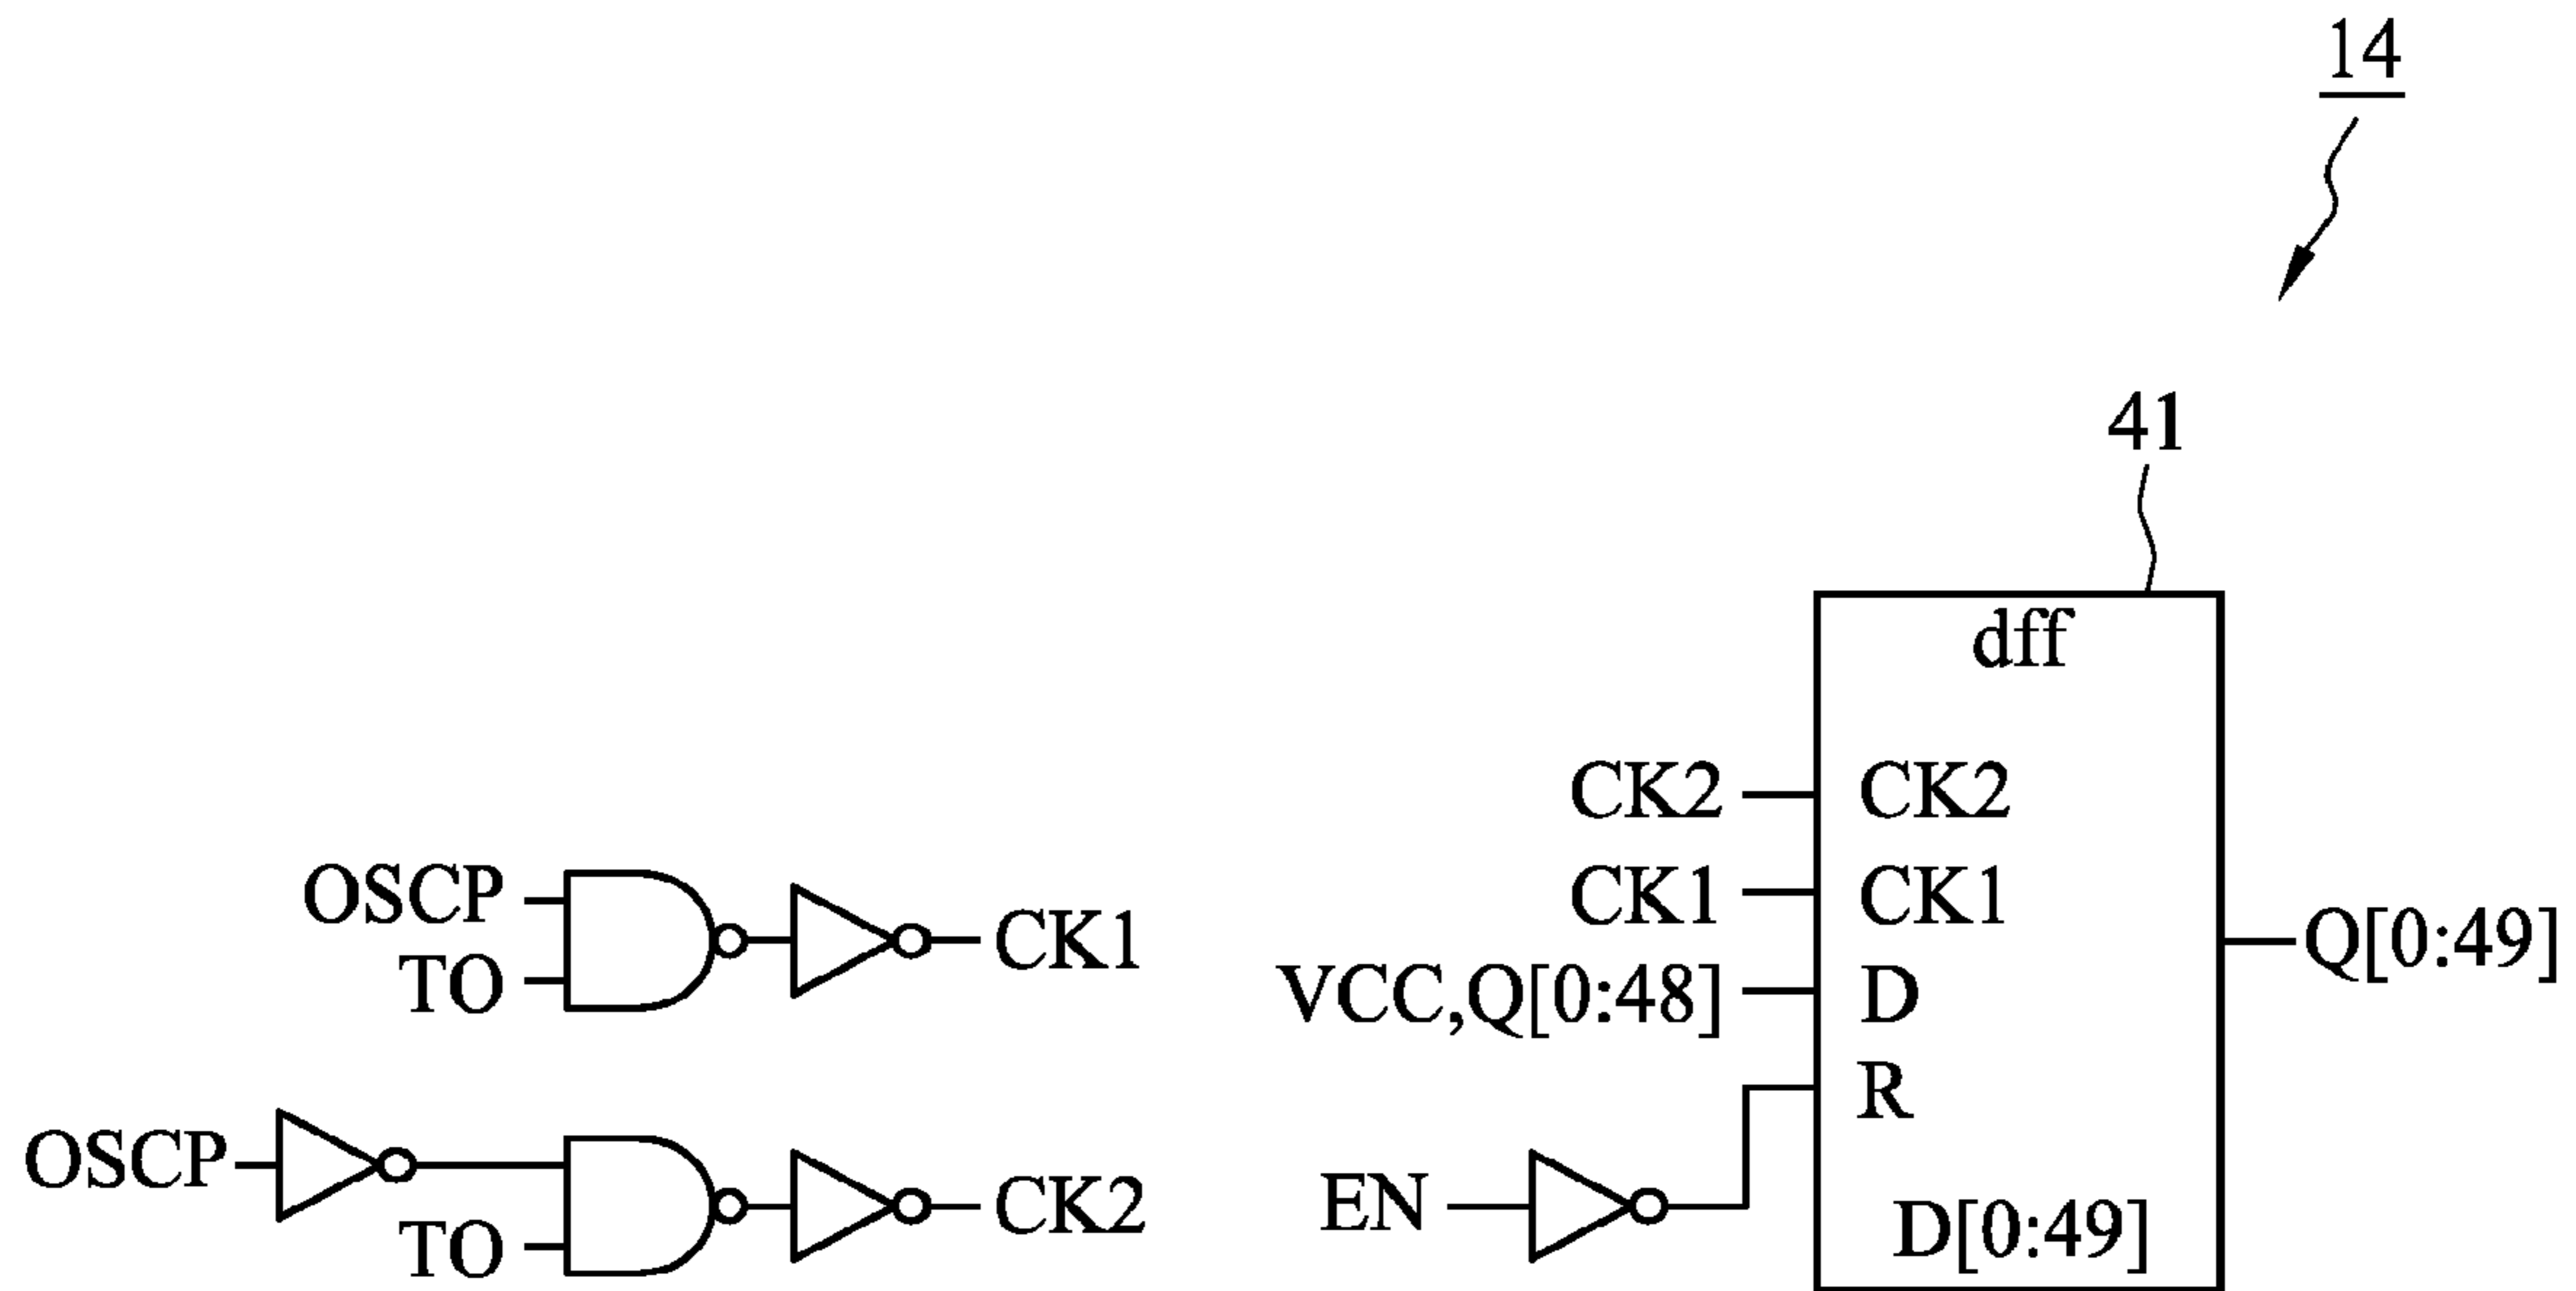 14
41
dff
CK2
CK2
CK1
CK1
VCC,Q[0:48]
D
R
Q[0:49]
D[0:49]
EN
OSCP
TO
CK1
OSCP
TO
CK2